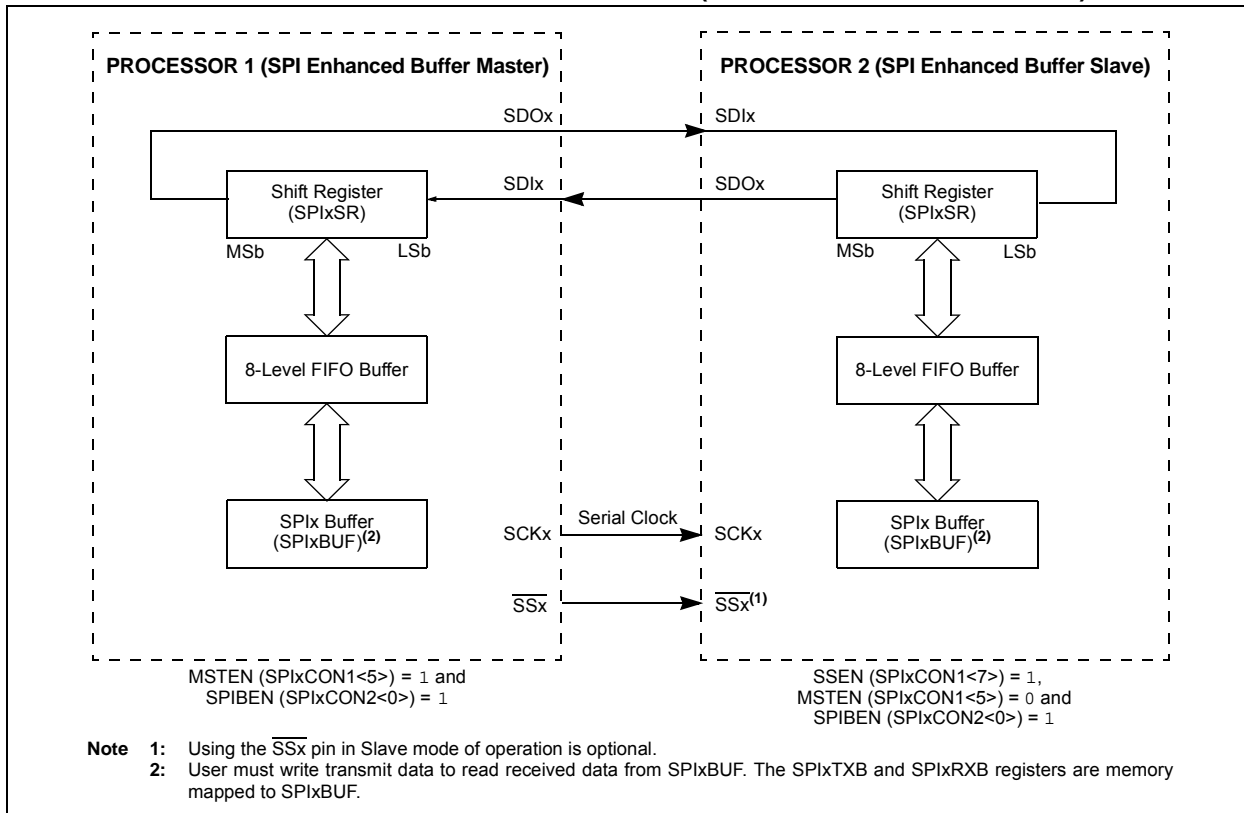 PROCESSOR 1 (SPI Enhanced Buffer Master)
PROCESSOR 2 (SPI Enhanced Buffer Slave)
SDOx
SDIx
Shift Register
(SPIxSR)
SDIx
SDOx
Shift Register
(SPIxSR)
MSb
LSb
MSb
LSb
8-Level FIFO Buffer
8-Level FIFO Buffer
SPIx Buffer
(SPIxBUF)(2)
SCKx
Serial Clock
SCKx
SPIx Buffer
(SPIxBUF)(2)
SSx
SSx(1)
MSTEN (SPIxCON1<5>) = 1 and
SPIBEN (SPIxCON2<0>) = 1
SSEN (SPIxCON1<7>) = 1,
MSTEN (SPIxCON1<5>) = 0 and
SPIBEN (SPIxCON2<0>) = 1
Note 1: Using the SSx pin in Slave mode of operation is optional.
2: User must write transmit data to read received data from SPIxBUF. The SPIxTXB and SPIxRXB registers are memory
mapped to SPIxBUF.